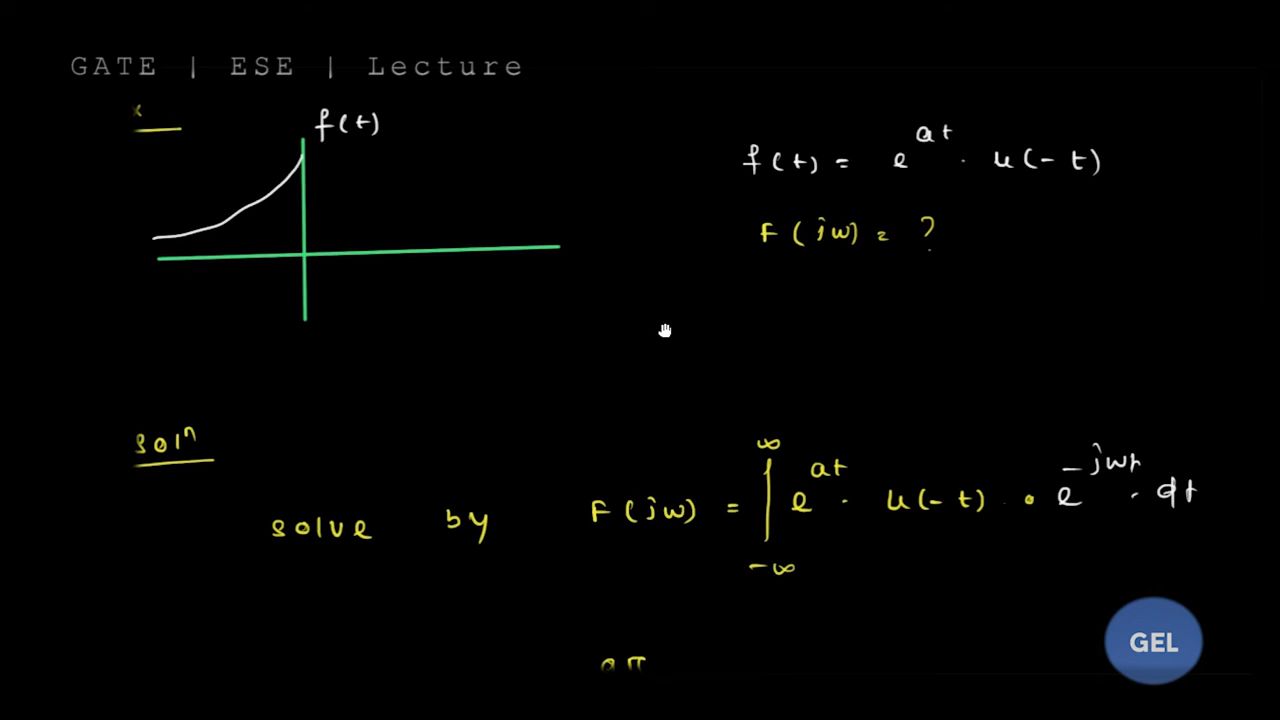 GATE | ESE | Lecture
f(t)
f(t) = e^{at} . u(-t)
F(jw) = ?
soln
solve by F(jw) = ∫_{-∞}^{∞} e^{at} . u(-t) . e^{-jwt} . dt
GEL